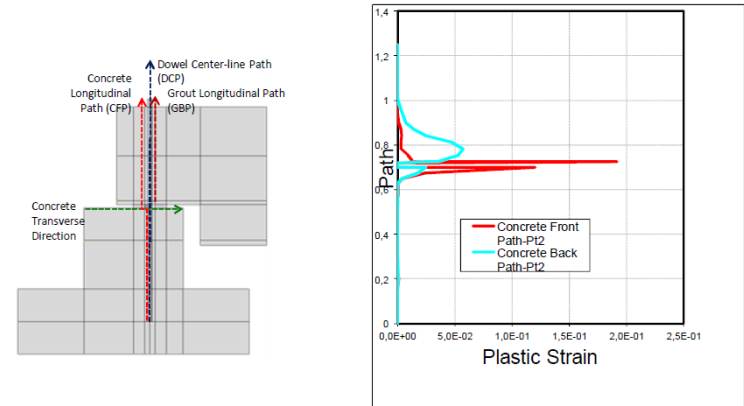 Dowel Center-line Path
(DCP)
Concrete
Longitudinal
Path (CFP)
Grout Longitudinal Path
(GBP)
Concrete
Transverse
Direction
1,4
1,2
1
0,8
0,6
0,4
0,2
0
Path
Concrete Front
Path-Pt2
Concrete Back
Path-Pt2
0,0E+00
5,0E-02
1,0E-01
1,5E-01
2,0E-01
2,5E-01
Plastic Strain